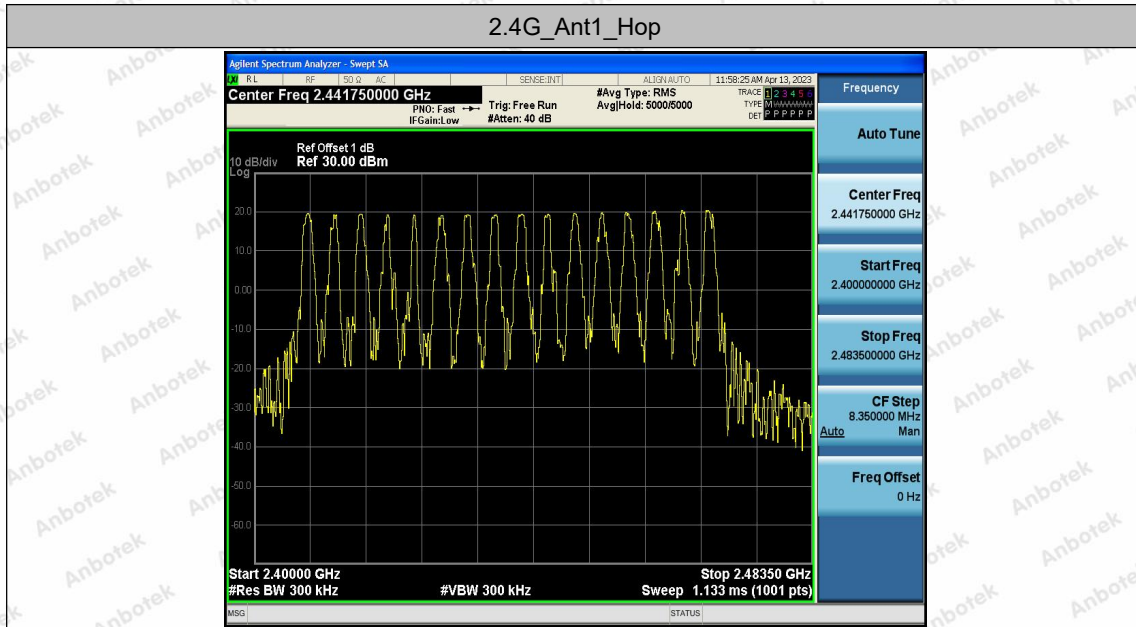 2.4G_Ant1_Hop
Agilent Spectrum Analyzer - Swept SA
LXI RL RF 50 Ω AC SENSE:INT ALIGNAUTO 11:58:25 AM Apr 13, 2023
Center Freq 2.441750000 GHz
PNO: Fast
IFGain:Low
Trig: Free Run
#Atten: 40 dB
#Avg Type: RMS
Avg|Hold: 5000/5000
TRACE 1 2 3 4 5 6
TYPE M
DET P P P P P P
Ref Offset 1 dB
10 dB/div Ref 30.00 dBm
Log
20.0
10.0
0.00
-10.0
-20.0
-30.0
-40.0
-50.0
-60.0
Start 2.40000 GHz Stop 2.48350 GHz
#Res BW 300 kHz #VBW 300 kHz Sweep 1.133 ms (1001 pts)
MSG STATUS
Frequency
Auto Tune
Center Freq
2.441750000 GHz
Start Freq
2.400000000 GHz
Stop Freq
2.483500000 GHz
CF Step
8.350000 MHz
Auto Man
Freq Offset
0 Hz
Anbotek